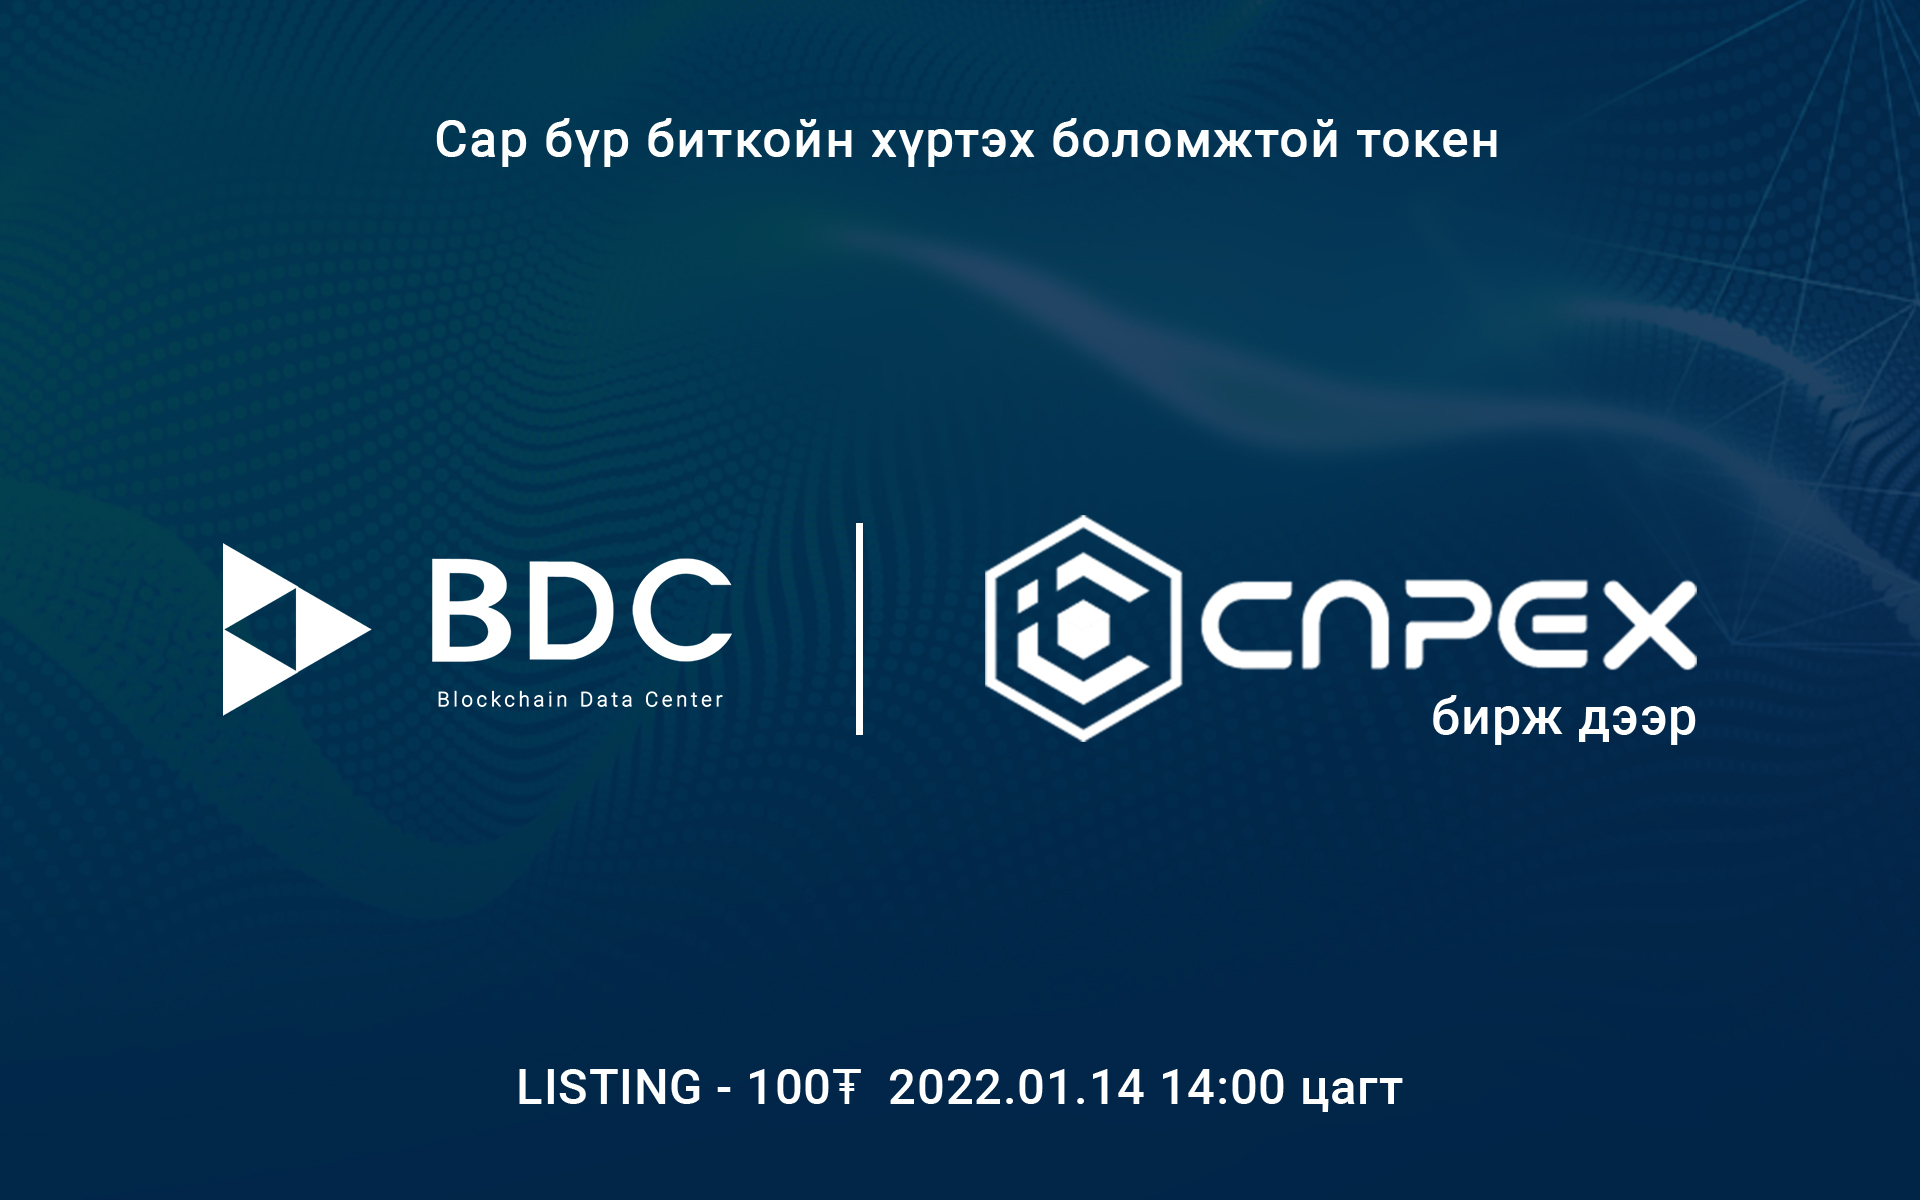 Сар бүр биткойн хүртэх боломжтой токен
BDC
Blockchain Data Center
CAPEX
бирж дээр
LISTING - 100₮ 2022.01.14 14:00 цагт